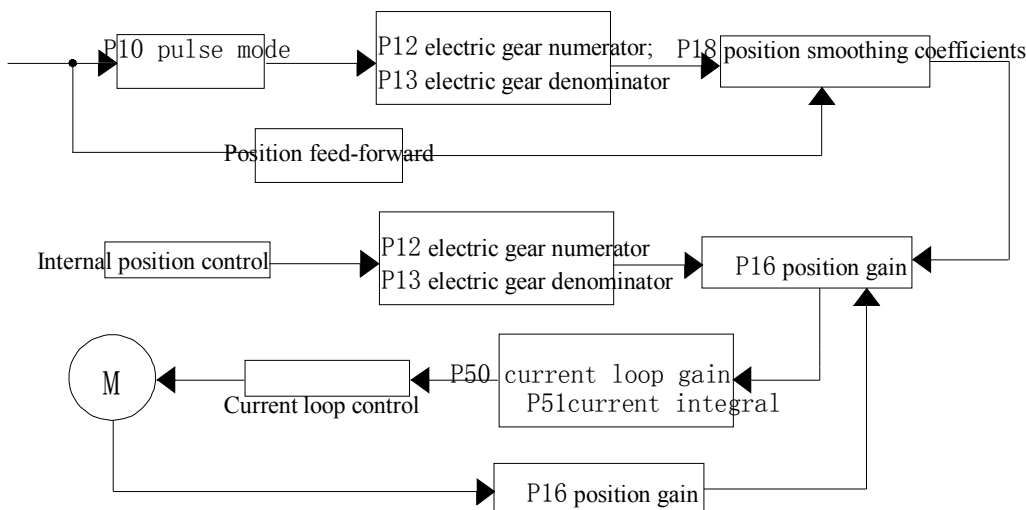 P10 pulse mode
P12 electric gear numerator;
P13 electric gear denominator
P18 position smoothing coefficients
Position feed-forward
Internal position control
P12 electric gear numerator
P13 electric gear denominator
P16 position gain
M
Current loop control
P50 current loop gain
P51current integral
P16 position gain